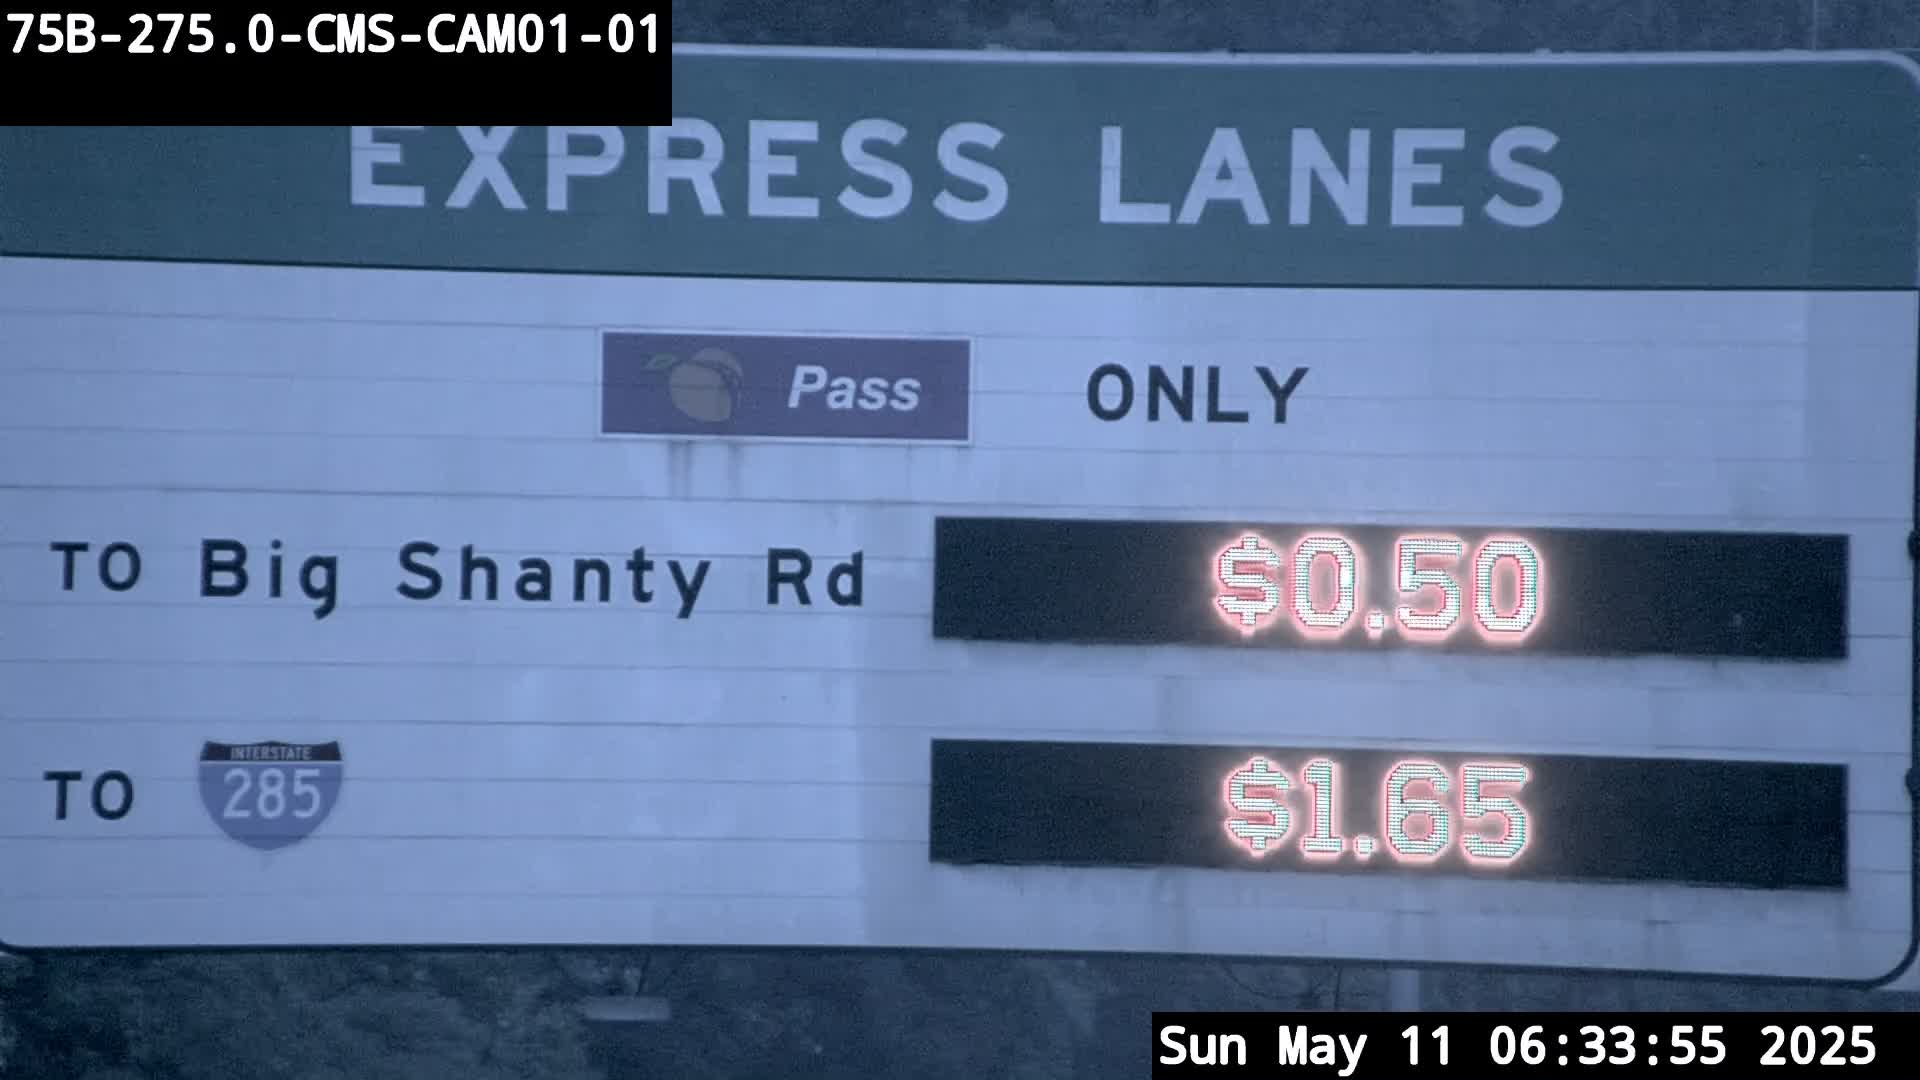 75B-275.0-CMS-CAM01-01
EXPRESS LANES
Pass ONLY
TO Big Shanty Rd $0.50
TO INTERSTATE 285 $1.65
Sun May 11 06:33:55 2025